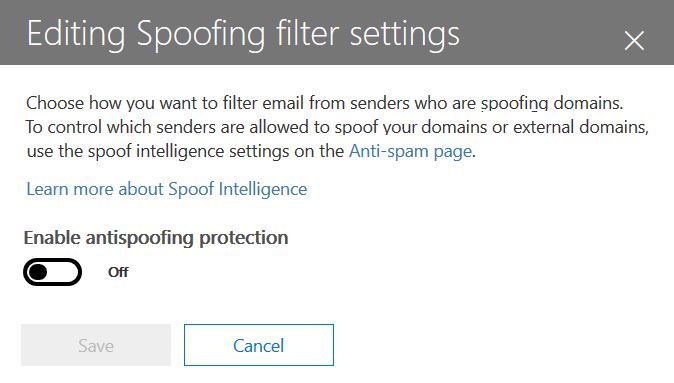 Editing Spoofing filter settings
Choose how you want to filter email from senders who are spoofing domains.
To control which senders are allowed to spoof your domains or external domains,
use the spoof intelligence settings on the Anti-spam page.
Learn more about Spoof Intelligence
Enable antispoofing protection
Off
Save Cancel